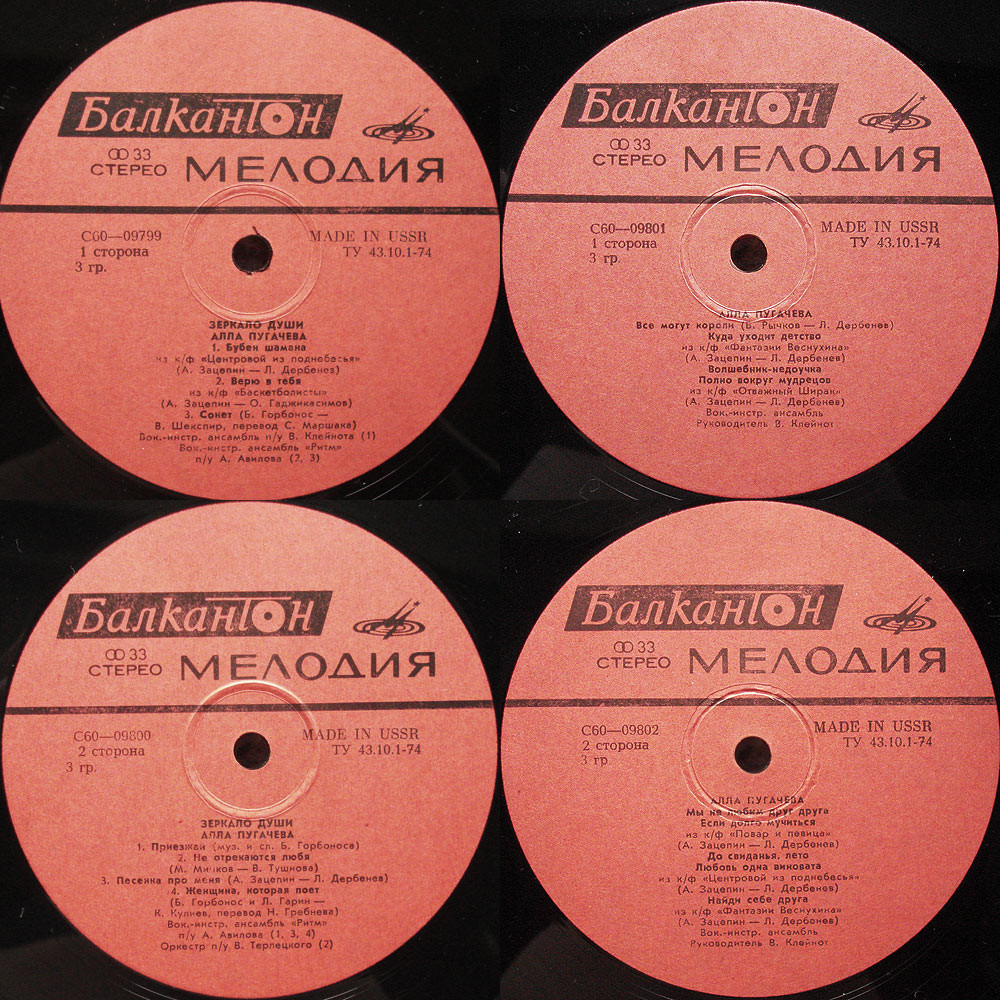 Балкантон
33
СТЕРЕО МЕЛОДИЯ
С60—09799 MADE IN USSR
1 сторона ТУ 43.10.1-74
3 гр.
ЗЕРКАЛО ДУШИ
АЛЛА ПУГАЧЕВА
1. Бубен шамана
из к/ф «Центровой из поднебесья»
(А. Зацепин — Л. Дербенев)
2. Верю в тебя
из к/ф «Баскетболисты»
(А. Зацепин — О. Гаджикасимов)
3. Сонет (Б. Горбонос —
В. Шекспир, перевод С. Маршака)
Вок.-инстр. ансамбль п/у В. Клейнота (1)
Вок.-инстр. ансамбль «Ритм»
п/у А. Авилова (2, 3)
Балкантон
33
СТЕРЕО МЕЛОДИЯ
С60—09801 MADE IN USSR
1 сторона ТУ 43.10.1-74
3 гр.
АЛЛА ПУГАЧЕВА
Все могут короли (Б. Рычков — Л. Дербенев)
Куда уходит детство
из к/ф «Фантазии Веснухина»
(А. Зацепин — Л. Дербенев)
Волшебник-недоучка
Полно вокруг мудрецов
из к/ф «Отважный Ширак»
(А. Зацепин — Л. Дербенев)
Вок.-инстр. ансамбль
Руководитель В. Клейнот
Балкантон
33
СТЕРЕО МЕЛОДИЯ
С60—09800 MADE IN USSR
2 сторона ТУ 43.10.1-74
3 гр.
ЗЕРКАЛО ДУШИ
АЛЛА ПУГАЧЕВА
1. Приезжай (муз. и сл. Б. Горбоноса)
2. Не отрекаются любя
(М. Минков — В. Тушнова)
3. Песенка про меня (А. Зацепин — Л. Дербенев)
4. Женщина, которая поет
(Б. Горбонос и Л. Гарин —
К. Кулиев, перевод Н. Гребнева)
Вок.-инстр. ансамбль «Ритм»
п/у А. Авилова (1, 3, 4)
Оркестр п/у В. Терлецкого (2)
Балкантон
33
СТЕРЕО МЕЛОДИЯ
С60—09802 MADE IN USSR
2 сторона ТУ 43.10.1-74
3 гр
АЛЛА ПУГАЧЕВА
Мы не любим друг друга
Если долго мучиться
из к/ф «Повар и певица»
(А. Зацепин — Л. Дербенев)
До свиданья, лето
Любовь одна виновата
из к/ф «Центровой из поднебесья»
(А. Зацепин — Л. Дербенев)
Найди себе друга
из к/ф «Фантазии Веснухина»
(А. Зацепин — Л. Дербенев)
Вок.-инстр. ансамбль
Руководитель В. Клейнот